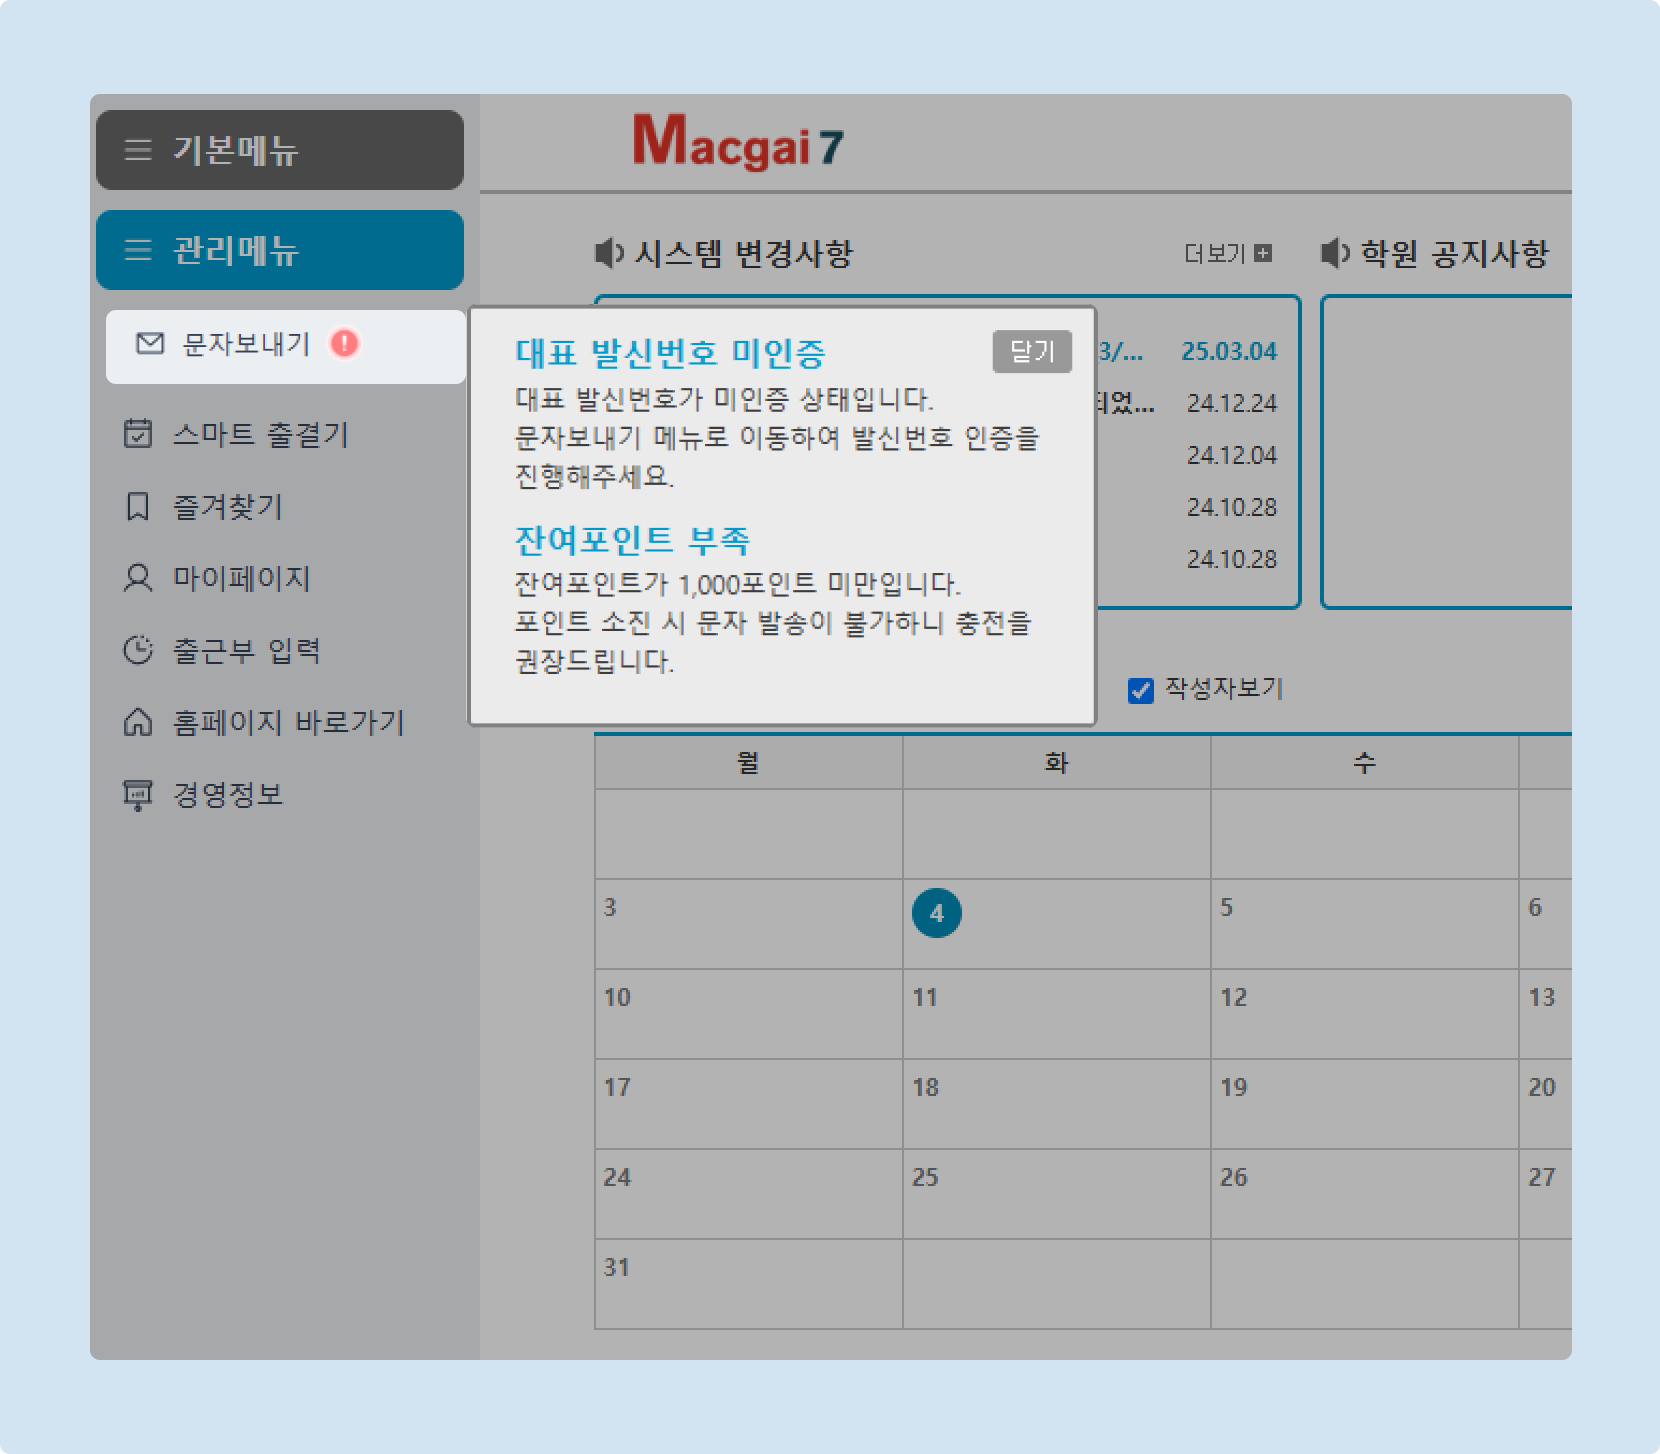 기본메뉴
관리메뉴
문자보내기
스마트 출결기
즐겨찾기
마이페이지
출근부 입력
홈페이지 바로가기
경영정보
Macgai 7
시스템 변경사항
더보기
학원 공지사항
3/... 25.03.04
되었... 24.12.24
24.12.04
24.10.28
24.10.28
대표 발신번호 미인증
닫기
대표 발신번호가 미인증 상태입니다.
문자보내기 메뉴로 이동하여 발신번호 인증을
진행해주세요.
잔여포인트 부족
잔여포인트가 1,000포인트 미만입니다.
포인트 소진 시 문자 발송이 불가하니 충전을
권장드립니다.
작성자보기
월 화 수
3 4 5 6
10 11 12 13
17 18 19 20
24 25 26 27
31